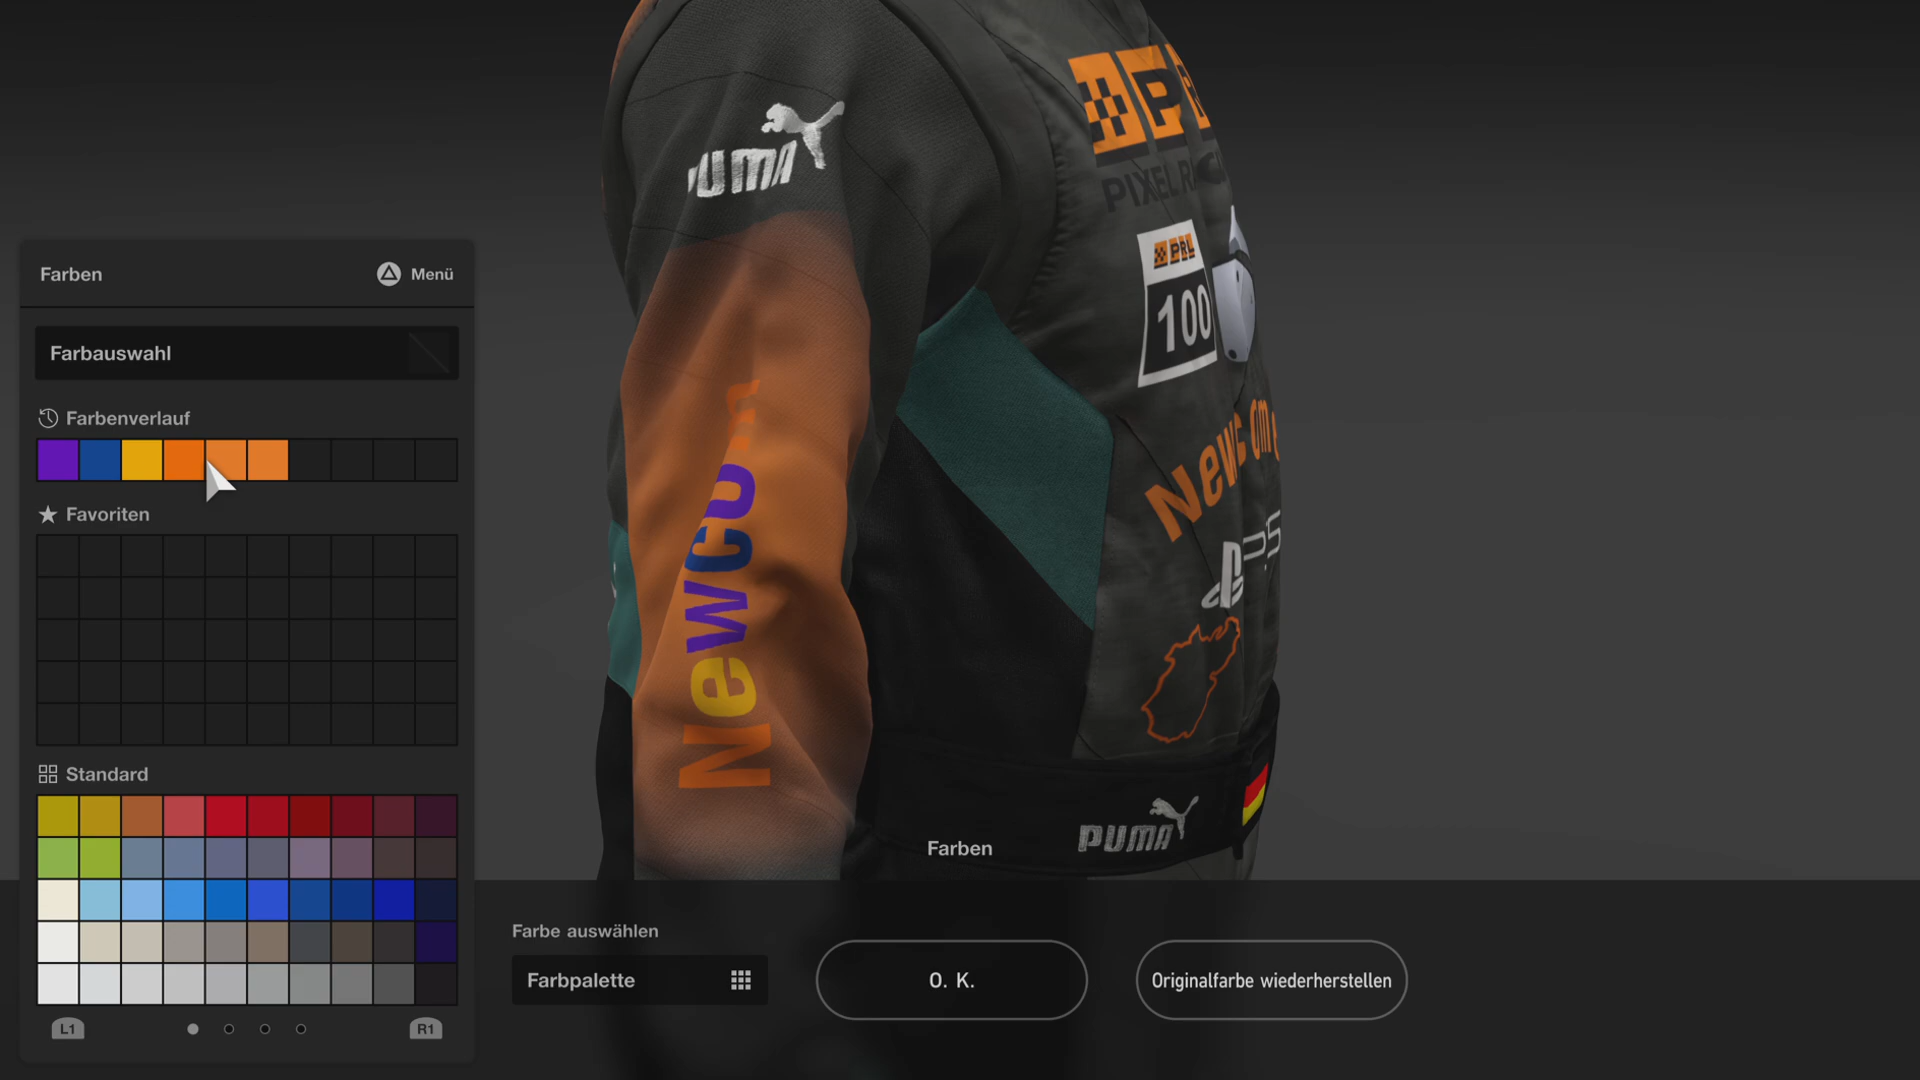 Farben
Menü
Farbauswahl
Farbenverlauf
Favoriten
Standard
L1
R1
PUMA
Newcom
PIXEL
PRL
100
PS5
PUMA
Farben
Farbe auswählen
Farbpalette
O. K.
Originalfarbe wiederherstellen